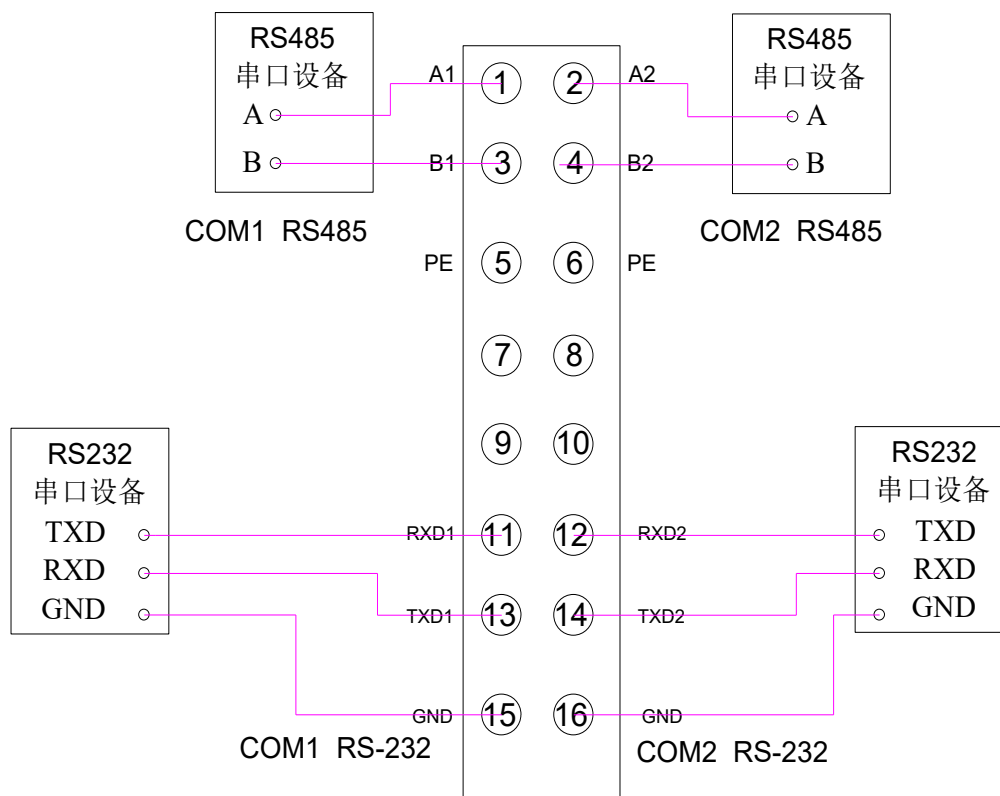 RS485
串口设备
A
B
COM1 RS485
RS485
串口设备
A
B
COM2 RS485
A1 1 2 A2
B1 3 4 B2
PE 5 6 PE
7 8
9 10
RXD1 11 12 RXD2
TXD1 13 14 TXD2
GND 15 16 GND
RS232
串口设备
TXD
RXD
GND
COM1 RS-232
RS232
串口设备
TXD
RXD
GND
COM2 RS-232